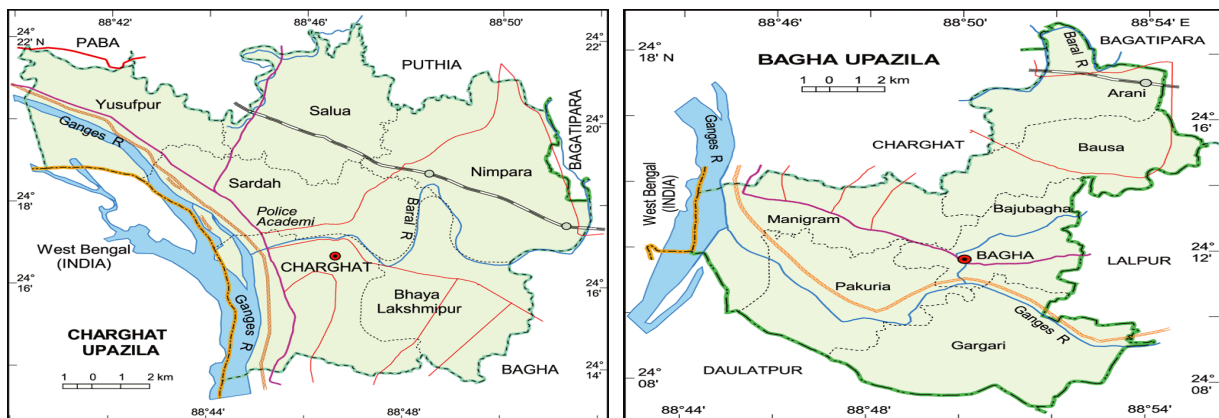 88°42'
88°46'
88°50'
24°
22' N
PABA
24°
22'
PUTHIA
Yusufpur
Salua
Ganges R
24°
20'
BAGATIPARA
Nimpara
Sardah
24°
18'
Police
Academi
Baral R
West Bengal
(INDIA)
CHARGHAT
24°
16'
24°
16'
Bhaya
Lakshmipur
Ganges R
CHARGHAT
UPAZILA
1 0 1 2 km
BAGHA
24°
14'
88°44'
88°48'
88°46'
88°50'
88°54' E
24°
18' N
BAGHA UPAZILA
1 0 1 2 km
Baral R
BAGATIPARA
Arani
24°
16'
Ganges R
CHARGHAT
Bausa
West Bengal
(INDIA)
Manigram
Bajubagha
BAGHA
LALPUR
24°
12'
Pakuria
Ganges R
Gargari
DAULATPUR
24°
08'
24°
08'
88°44'
88°50'
88°54'